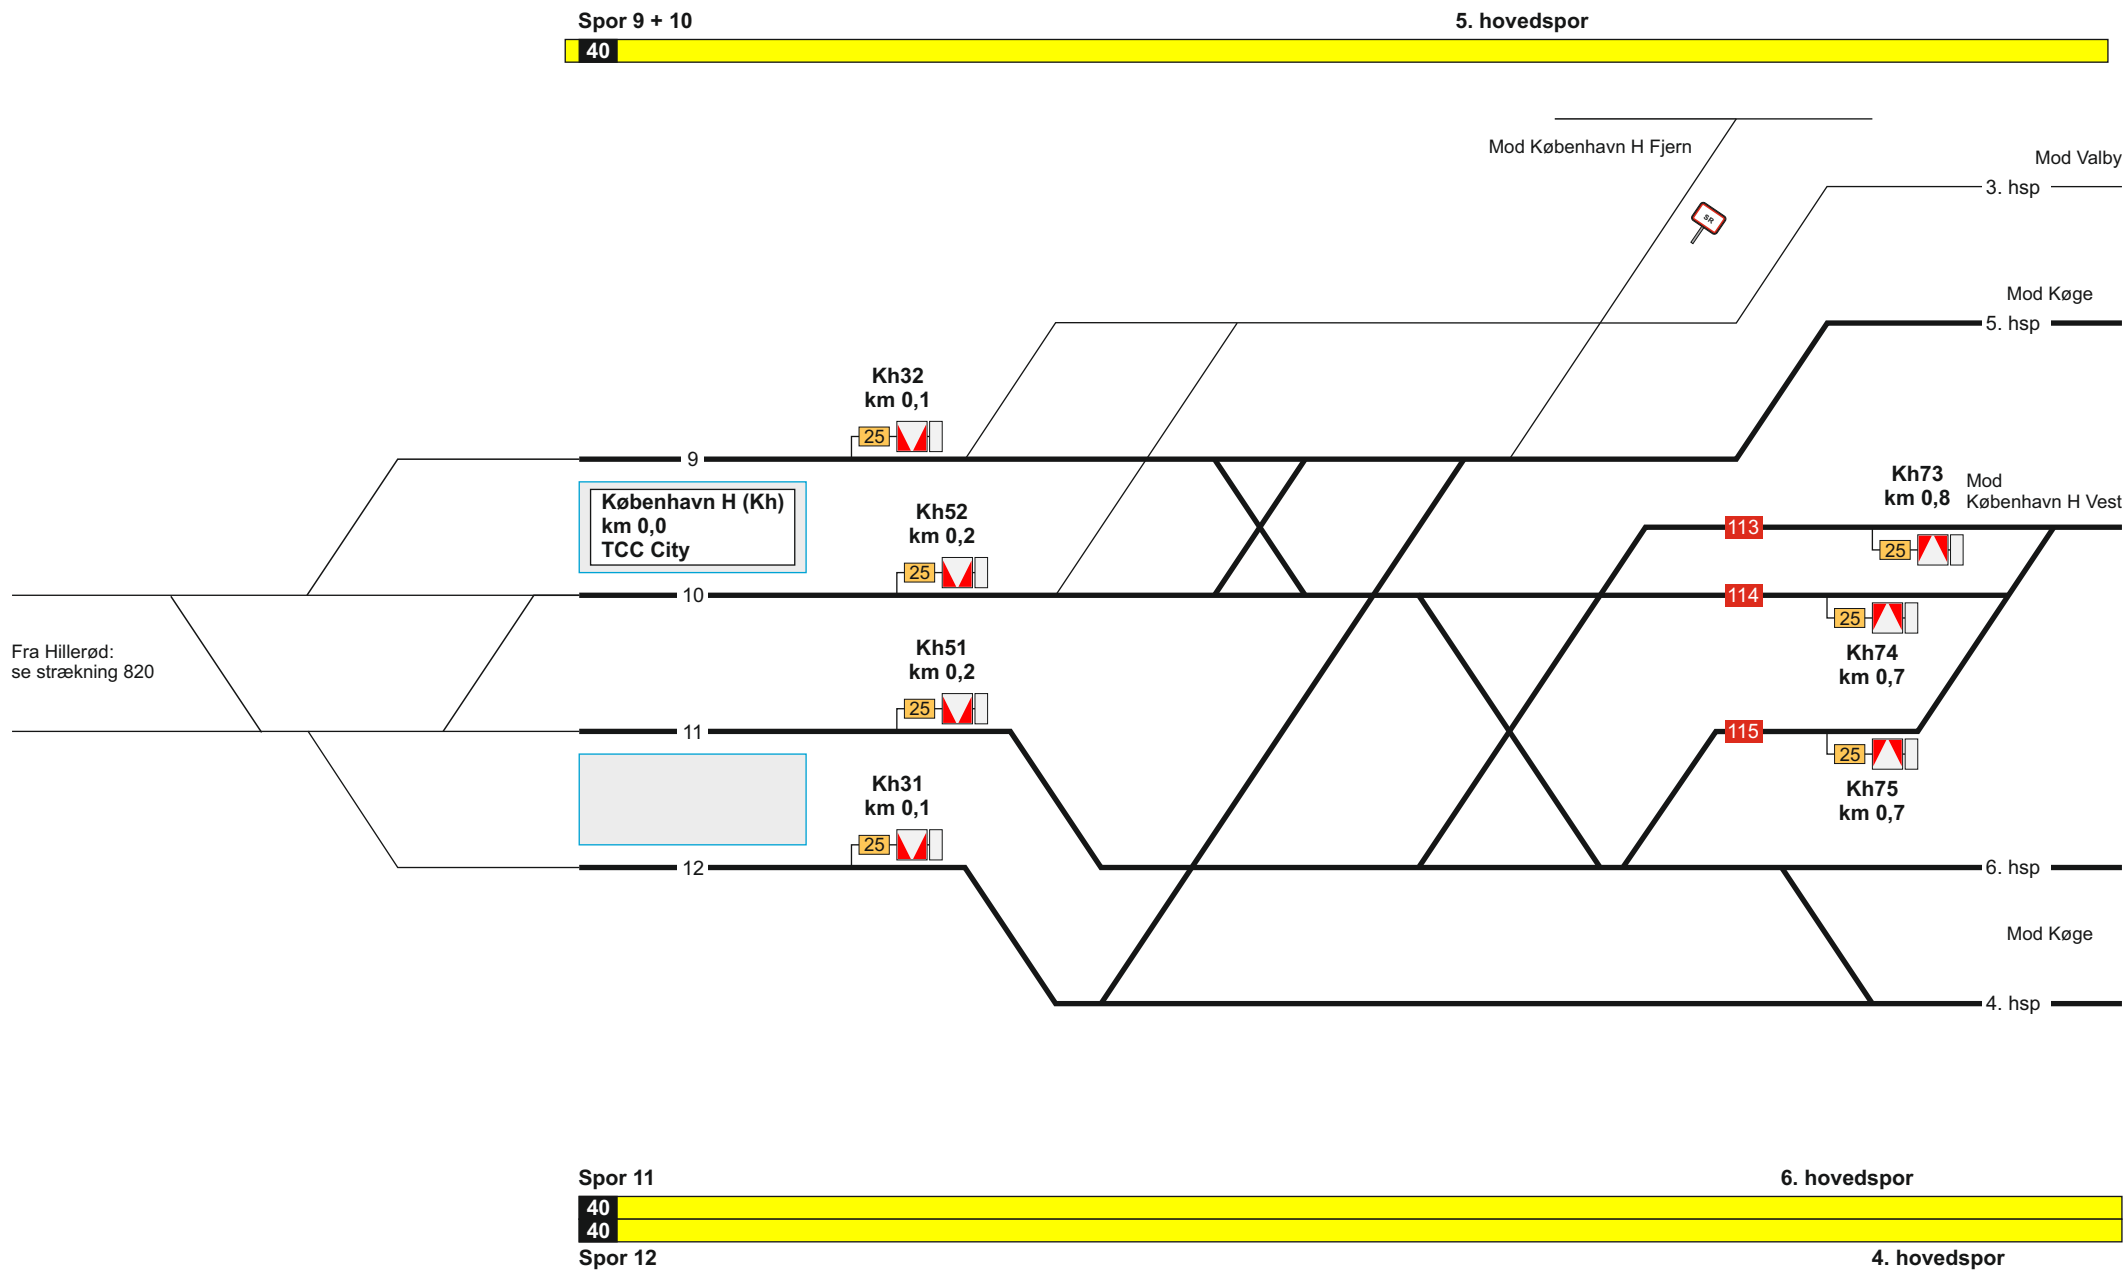 Spor 9 + 10
5. hovedspor
40
Mod København H Fjern
Mod Valby
3. hsp
SR
Mod Køge
5. hsp
Kh32
km 0,1
25
9
Kh73
km 0,8
Mod
København H Vest
København H (Kh)
km 0,0
TCC City
Kh52
km 0,2
113
25
25
10
114
25
Fra Hillerød:
se strækning 820
Kh51
km 0,2
Kh74
km 0,7
25
11
115
25
Kh31
km 0,1
Kh75
km 0,7
25
12
6. hsp
Mod Køge
4. hsp
Spor 11
6. hovedspor
40
40
Spor 12
4. hovedspor